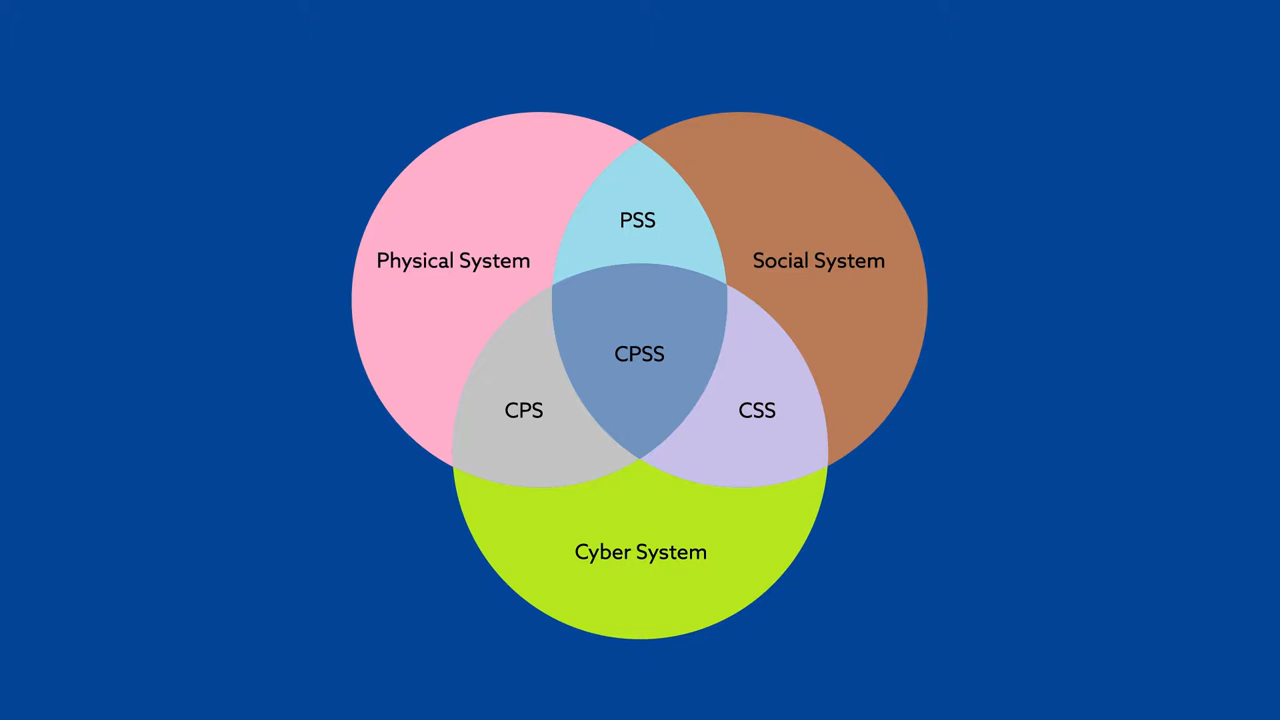 PSS
Physical System
Social System
CPSS
CPS
CSS
Cyber System